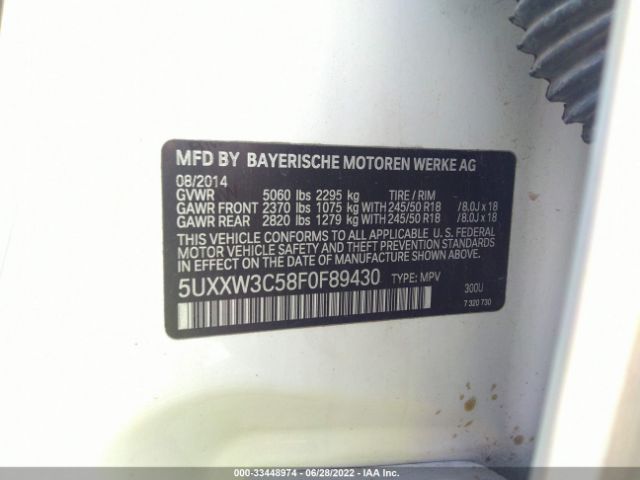 MFD BY BAYERISCHE MOTOREN WERKE AG
08/2014
GVWR 5060 lbs 2295 kg TIRE / RIM
GAWR FRONT 2370 lbs 1075 kg WITH 245/50 R18 /8.0J x 18
GAWR REAR 2820 lbs 1279 kg WITH 245/50 R18 /8.0J x 18
THIS VEHICLE CONFORMS TO ALL APPLICABLE U. S. FEDERAL
MOTOR VEHICLE SAFETY AND THEFT PREVENTION STANDARDS
IN EFFECT ON THE DATE OF MANUFACTURE SHOWN ABOVE.
5UXXW3C58F0F89430 TYPE: MPV
300U
7 320 730
000-33448974 / 06/28/2022 - IAA Inc.